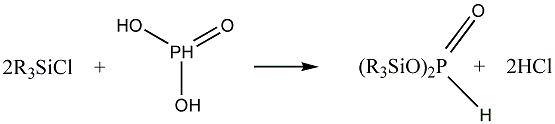 2R₃SiCl + HO PH O OH (R₃SiO)₂P O H + 2HCl